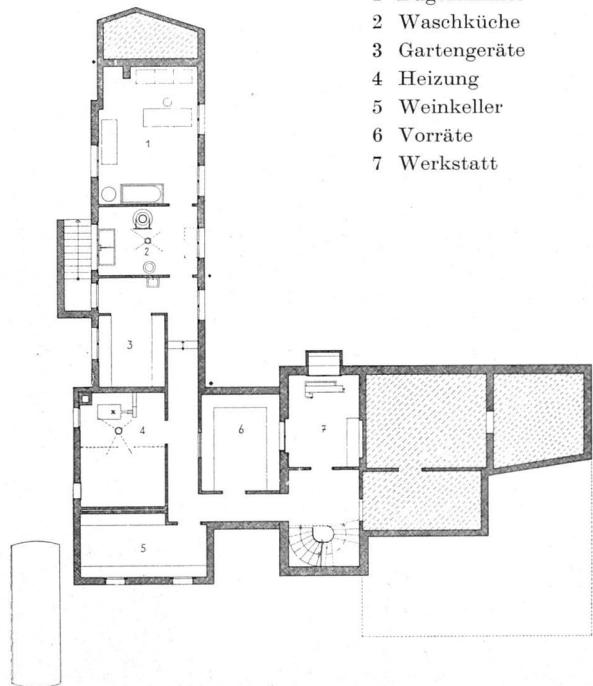 2 Waschküche
3 Gartengeräte
4 Heizung
5 Weinkeller
6 Vorräte
7 Werkstatt
1
2
3
4
6
7
5